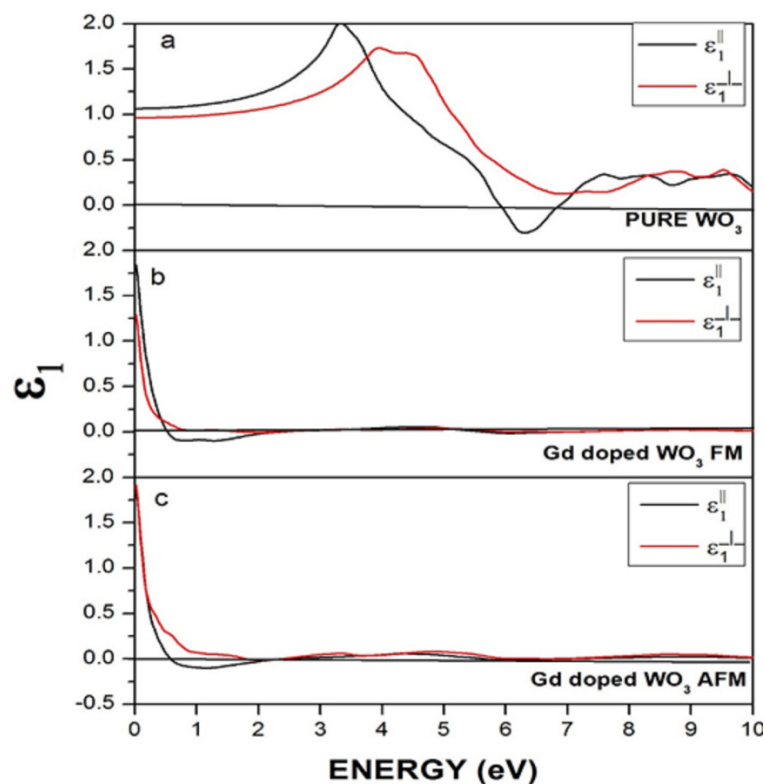 a
2.0
1.5
1.0
0.5
0.0
ε₁^||
ε₁^⊥
PURE WO₃
b
2.0
1.5
1.0
0.5
0.0
ε₁^||
ε₁^⊥
Gd doped WO₃ FM
c
2.0
1.5
1.0
0.5
0.0
-0.5
ε₁^||
ε₁^⊥
Gd doped WO₃ AFM
ε₁
0 1 2 3 4 5 6 7 8 9 10
ENERGY (eV)